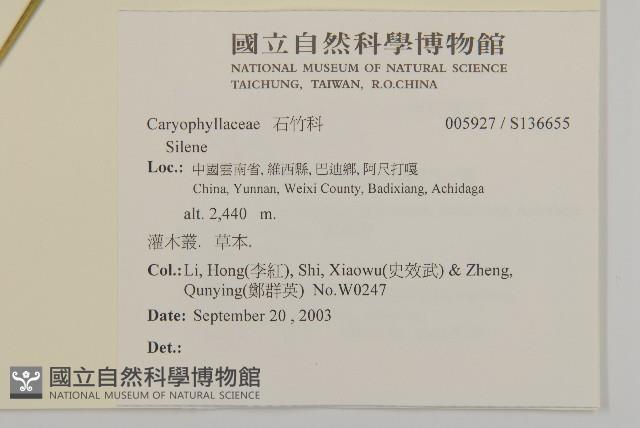 國立自然科學博物館
NATIONAL MUSEUM OF NATURAL SCIENCE
TAICHUNG, TAIWAN, R.O.CHINA
Caryophyllaceae 石竹科 005927 / S136655
Silene
Loc.: 中國雲南省, 維西縣, 巴迪鄉, 阿尺打嘎
China, Yunnan, Weixi County, Badixiang, Achidaga
alt. 2,440 m.
灌木叢. 草本.
Col.: Li, Hong(李紅), Shi, Xiaowu(史效武) & Zheng,
Qunying(鄭群英) No.W0247
Date: September 20 , 2003
Det.:
國立自然科學博物館
NATIONAL MUSEUM OF NATURAL SCIENCE